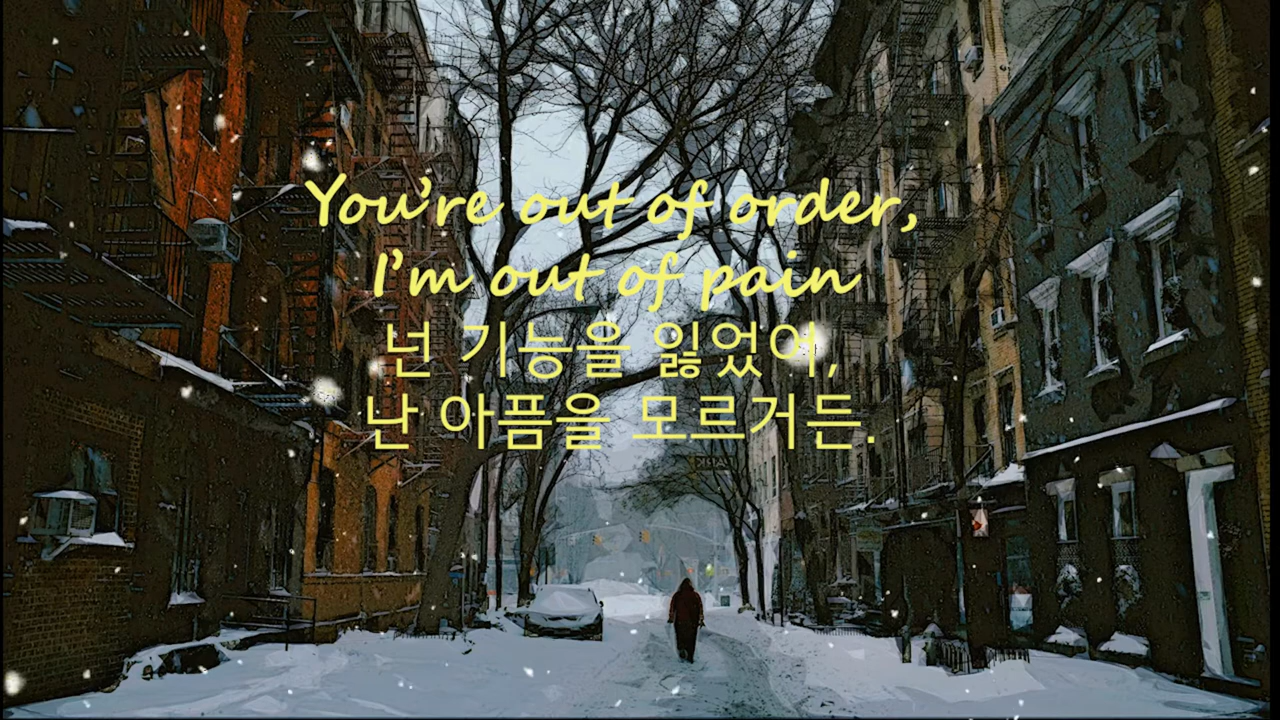 You're out of order,
I'm out of pain
넌 기능을 잃었어,
난 아픔을 모르거든.